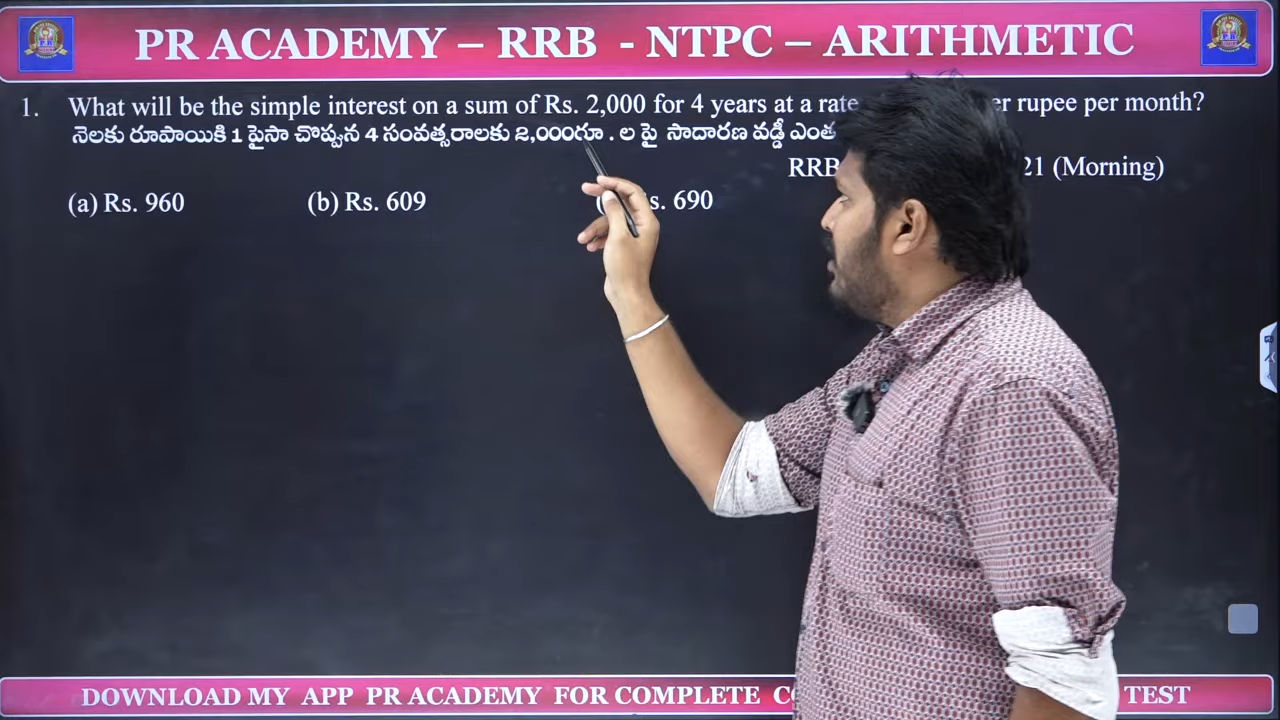 PR ACADEMY – RRB - NTPC – ARITHMETIC
1. What will be the simple interest on a sum of Rs. 2,000 for 4 years at a rate er rupee per month?
నెలకు రూపాయికి 1 పైసా చొప్పున 4 సంవత్సరాలకు ౨,౦౦౦రూ . ల పై సాదారణ వడ్డీ ఎంత
RRB 21 (Morning)
(a) Rs. 960 (b) Rs. 609 s. 690
DOWNLOAD MY APP PR ACADEMY FOR COMPLETE TEST